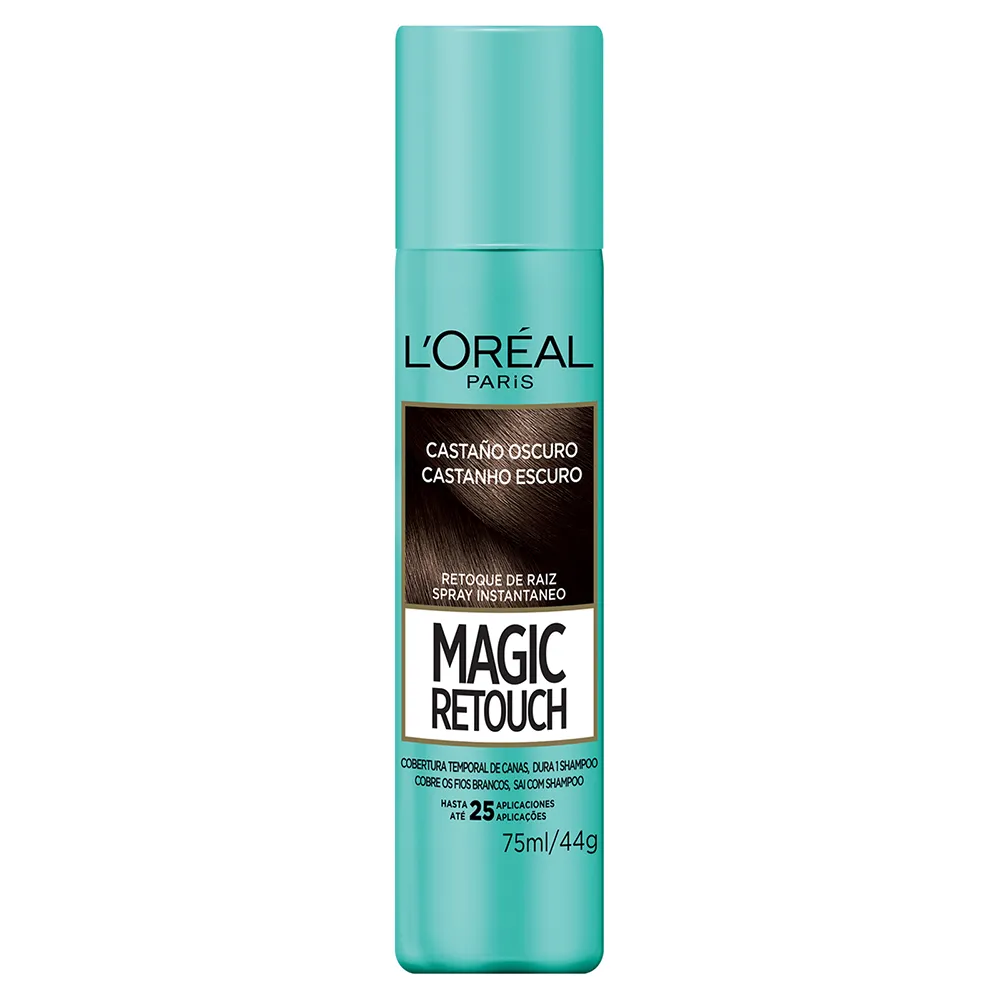 L'ORÉAL
PARIS
CASTAÑO OSCURO
CASTANHO ESCURO
RETOQUE DE RAIZ
SPRAY INSTANTANEO
MAGIC
RETOUCH
COBERTURA TEMPORAL DE CANAS, DURA 1 SHAMPOO
COBRE OS FIOS BRANCOS, SAI COM SHAMPOO
HASTA 25 APLICACIONES
ATÉ APLICAÇÕES
75ml/44g